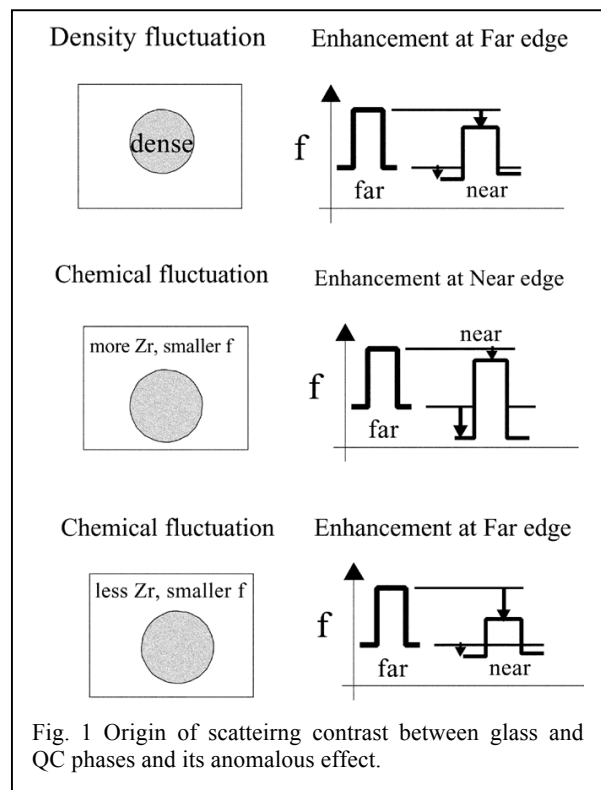 Density fluctuation
Enhancement at Far edge
dense
f
far
near
Chemical fluctuation
Enhancement at Near edge
more Zr, smaller f
f
far
near
Chemical fluctuation
Enhancement at Far edge
less Zr, smaller f
f
far
near
Fig. 1 Origin of scatteirng contrast between glass and
QC phases and its anomalous effect.